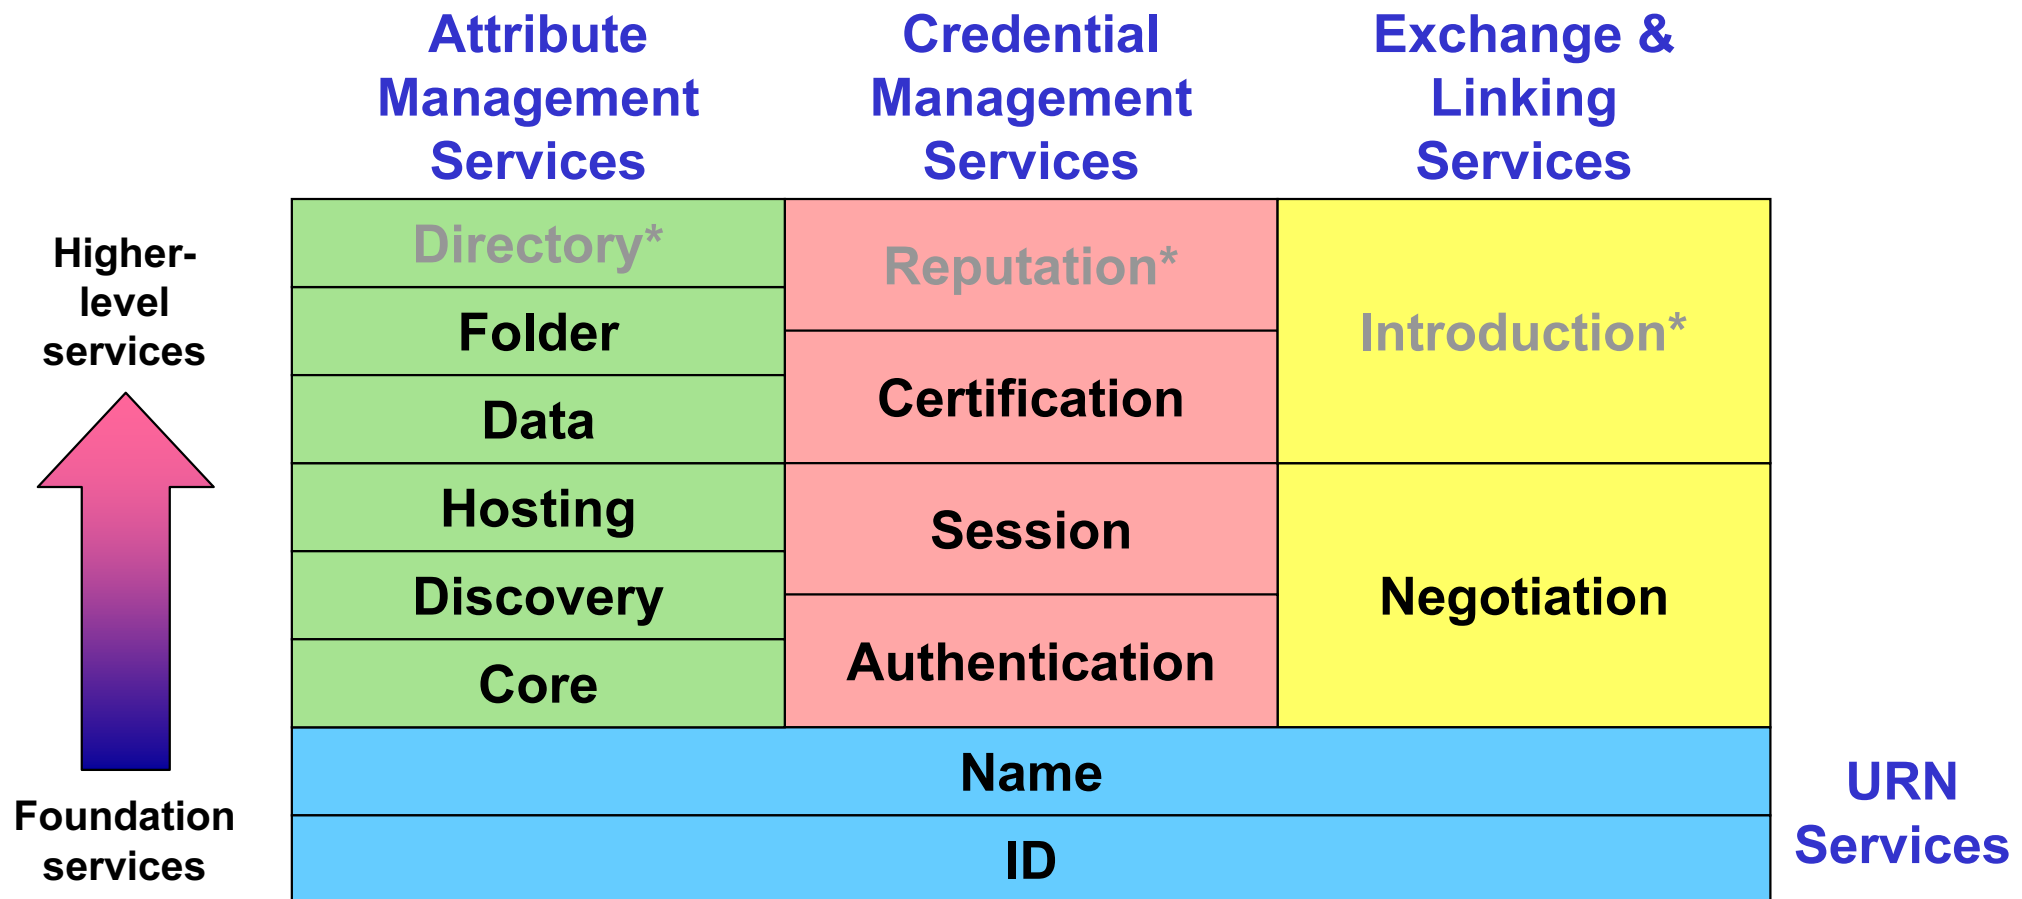 Attribute
Management
Services
Credential
Management
Services
Exchange &
Linking
Services
Higher-
level
services
Foundation
services
Directory*
Folder
Data
Hosting
Discovery
Core
Reputation*
Certification
Session
Authentication
Introduction*
Negotiation
Name
ID
URN
Services